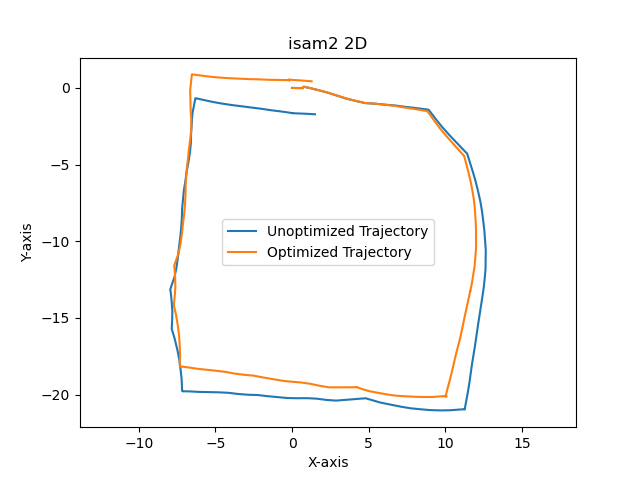 isam2 2D
Y-axis
0
−5
−10
−15
−20
Unoptimized Trajectory
Optimized Trajectory
−10
−5
0
5
10
15
X-axis